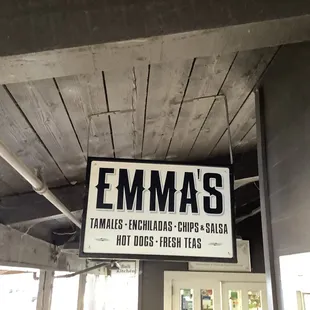 EMMA'S
TAMALES • ENCHILADAS • CHIPS & SALSA
HOT DOGS • FRESH TEAS